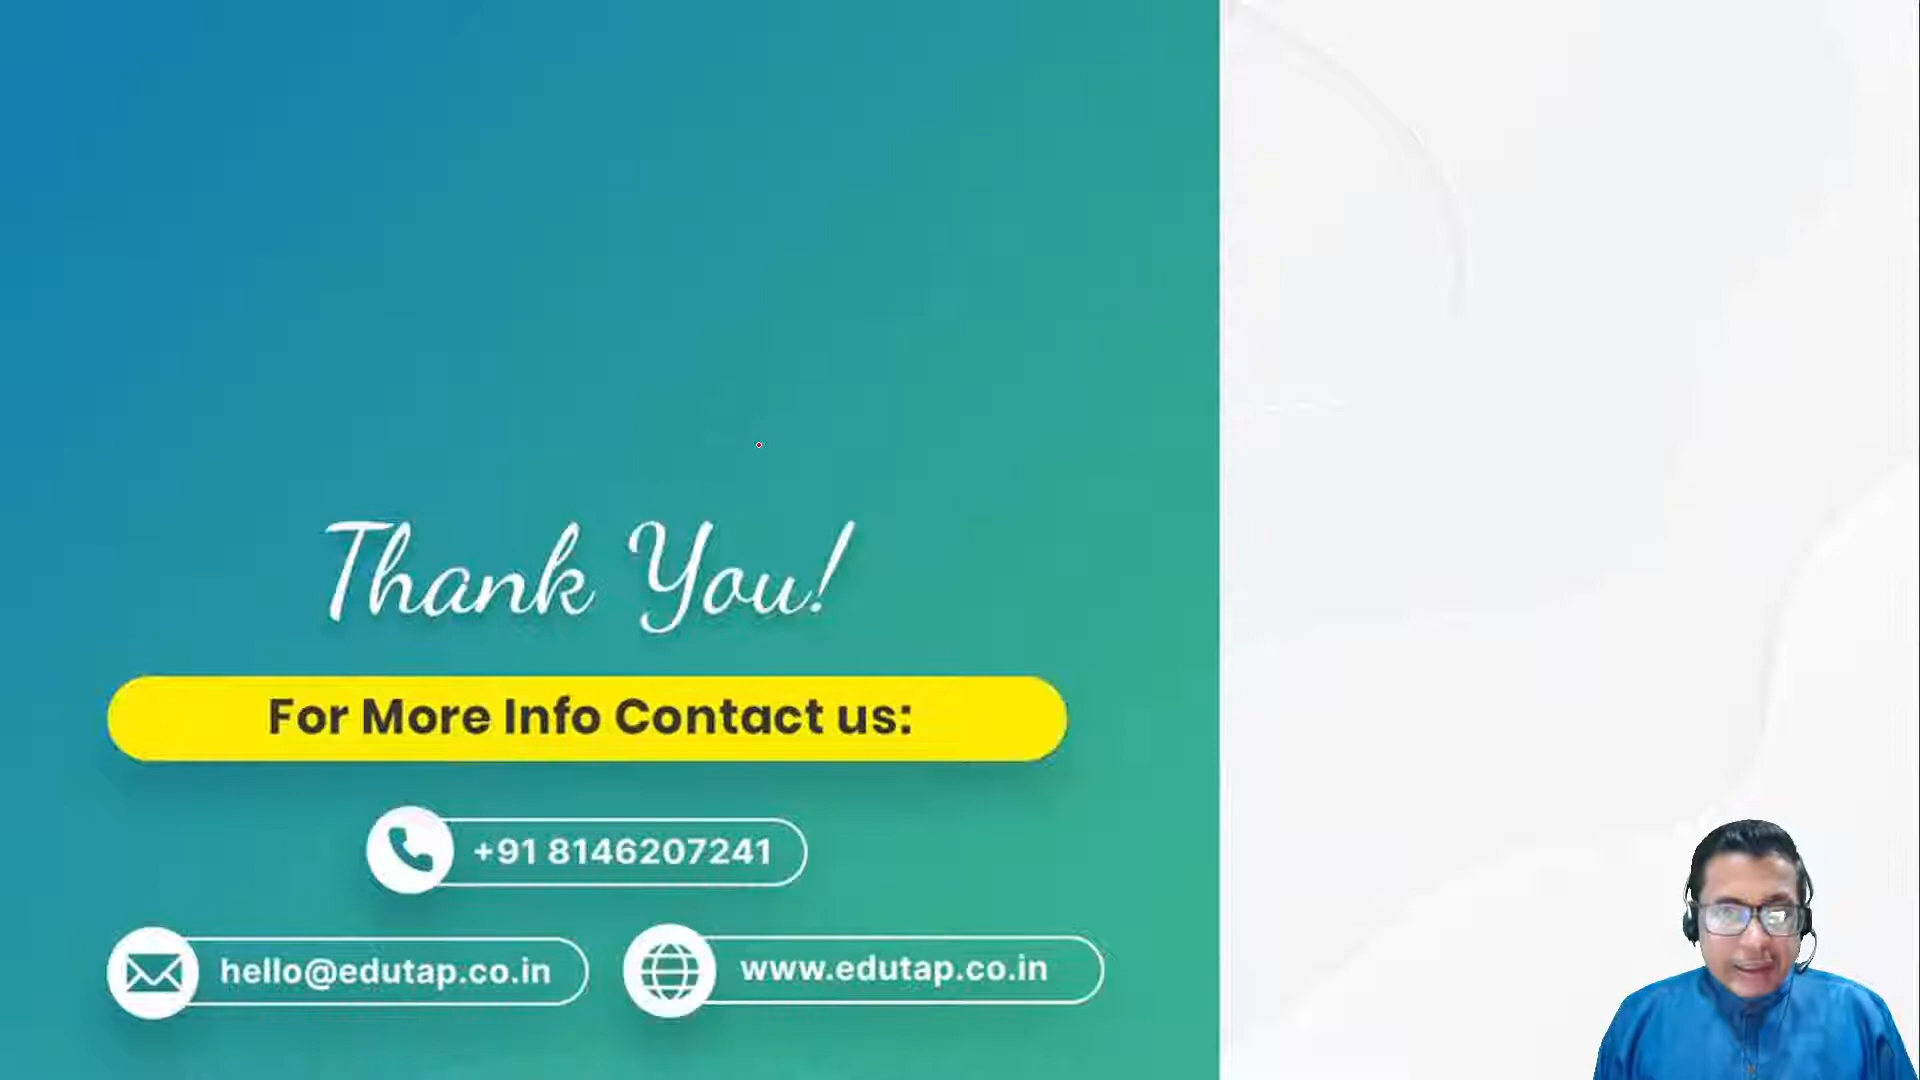 Thank You!
For More Info Contact us:
+91 8146207241
hello@edutap.co.in
www.edutap.co.in